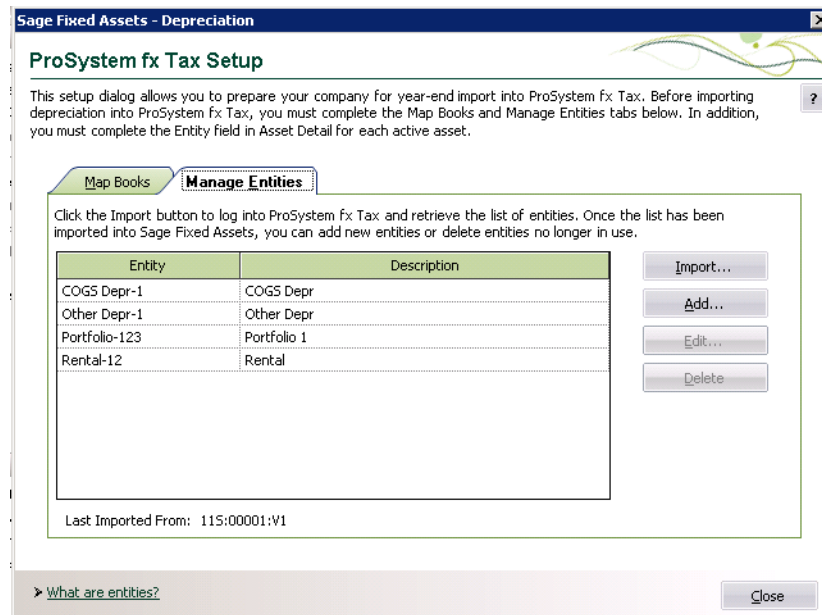 Sage Fixed Assets - Depreciation
ProSystem fx Tax Setup
This setup dialog allows you to prepare your company for year-end import into ProSystem fx Tax. Before importing
depreciation into ProSystem fx Tax, you must complete the Map Books and Manage Entities tabs below. In addition,
you must complete the Entity field in Asset Detail for each active asset.
?
Map Books Manage Entities
Click the Import button to log into ProSystem fx Tax and retrieve the list of entities. Once the list has been
imported into Sage Fixed Assets, you can add new entities or delete entities no longer in use.
Entity Description
COGS Depr-1 COGS Depr
Other Depr-1 Other Depr
Portfolio-123 Portfolio 1
Rental-12 Rental
Import...
Add...
Edit...
Delete
Last Imported From: 11S:00001:V1
What are entities?
Close